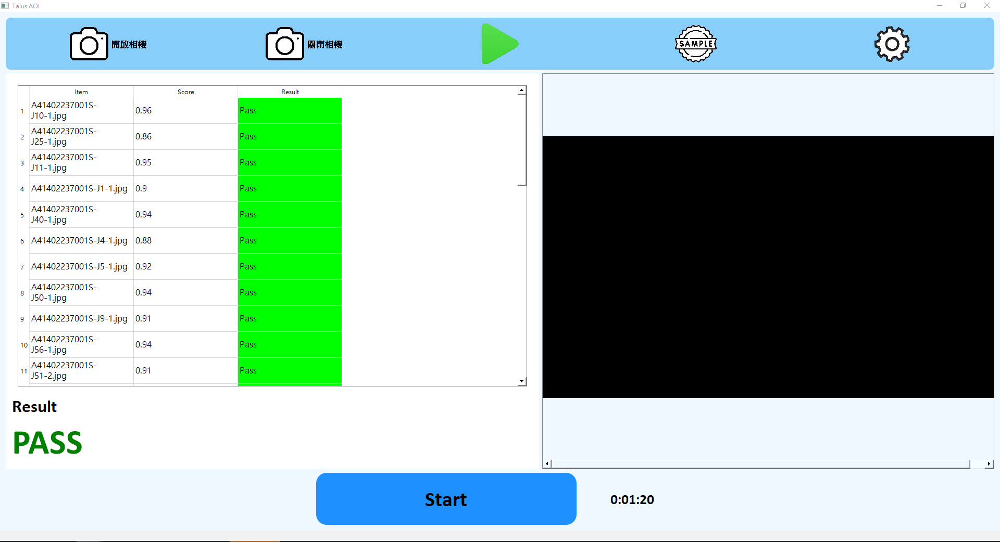 Talus AOI
開啟相機
關閉相機
SAMPLE
Item Score Result
1 A41402237001S-
J10-1.jpg 0.96 Pass
2 A41402237001S-
J25-1.jpg 0.86 Pass
3 A41402237001S-
J11-1.jpg 0.95 Pass
4 A41402237001S-J1-1.jpg 0.9 Pass
5 A41402237001S-
J40-1.jpg 0.94 Pass
6 A41402237001S-J4-1.jpg 0.88 Pass
7 A41402237001S-J5-1.jpg 0.92 Pass
8 A41402237001S-
J50-1.jpg 0.94 Pass
9 A41402237001S-J9-1.jpg 0.91 Pass
10 A41402237001S-
J56-1.jpg 0.94 Pass
11 A41402237001S-
J51-2.jpg 0.91 Pass
Result
PASS
Start
0:01:20